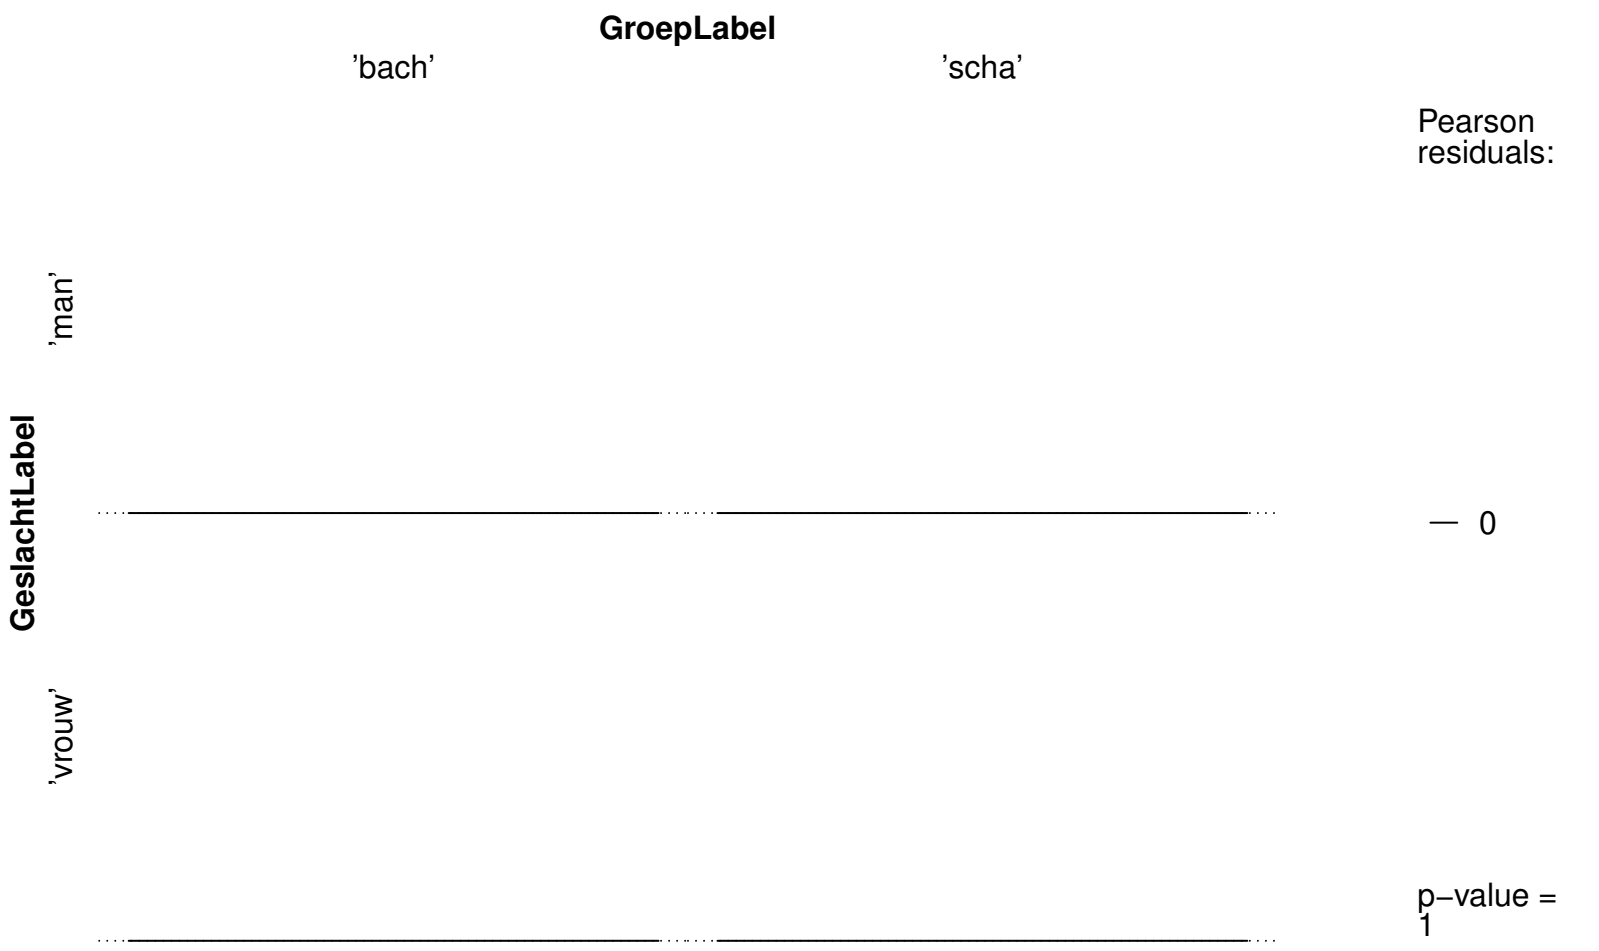 GroepLabel
’bach’ ’scha’
Pearson
residuals:
’man’
GeslachtLabel
0
’vrouw’
p−value =
1